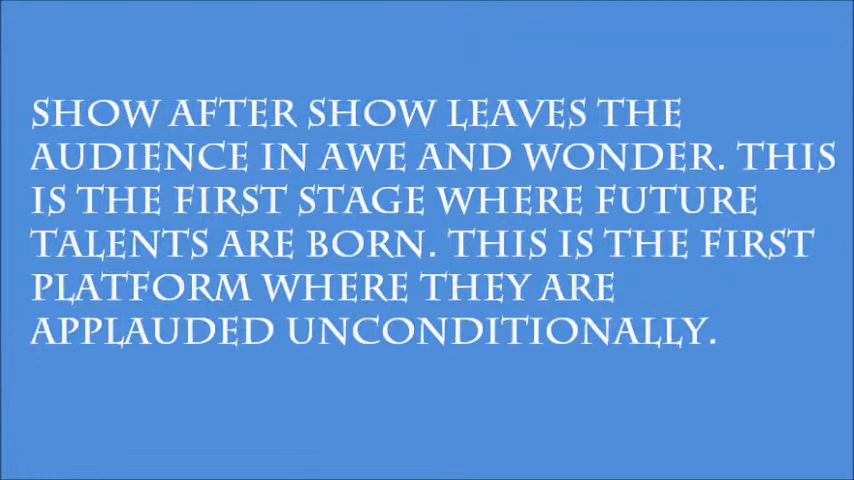 SHOW AFTER SHOW LEAVES THE
AUDIENCE IN AWE AND WONDER. THIS
IS THE FIRST STAGE WHERE FUTURE
TALENTS ARE BORN. THIS IS THE FIRST
PLATFORM WHERE THEY ARE
APPLAUDED UNCONDITIONALLY.